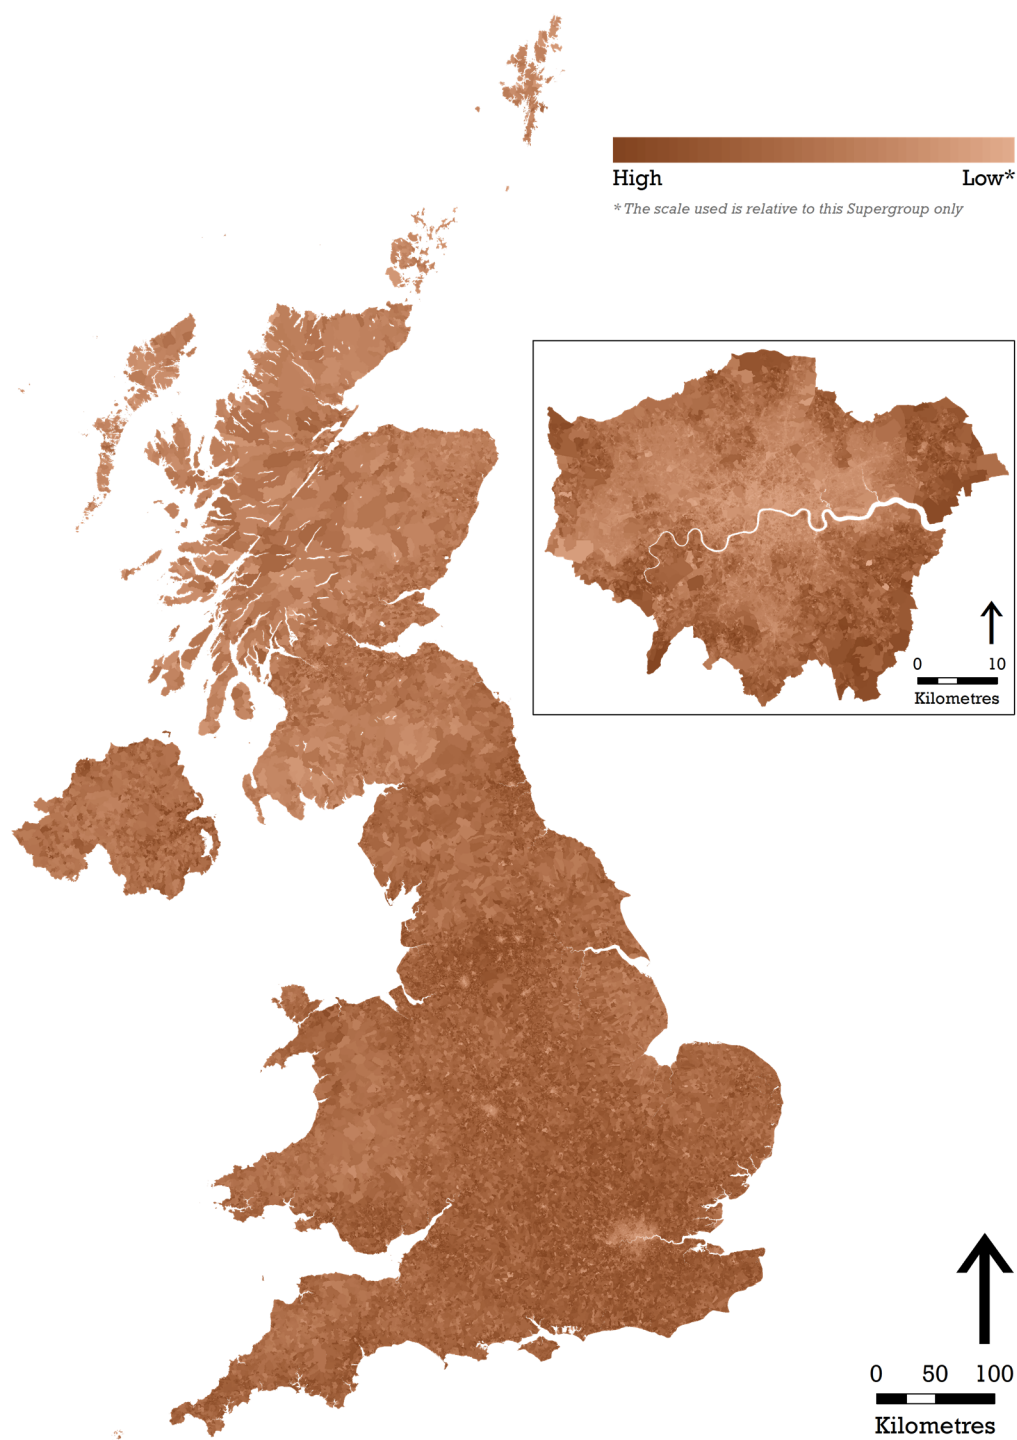 High Low*
* The scale used is relative to this Supergroup only
0 10
Kilometres
0 50 100
Kilometres